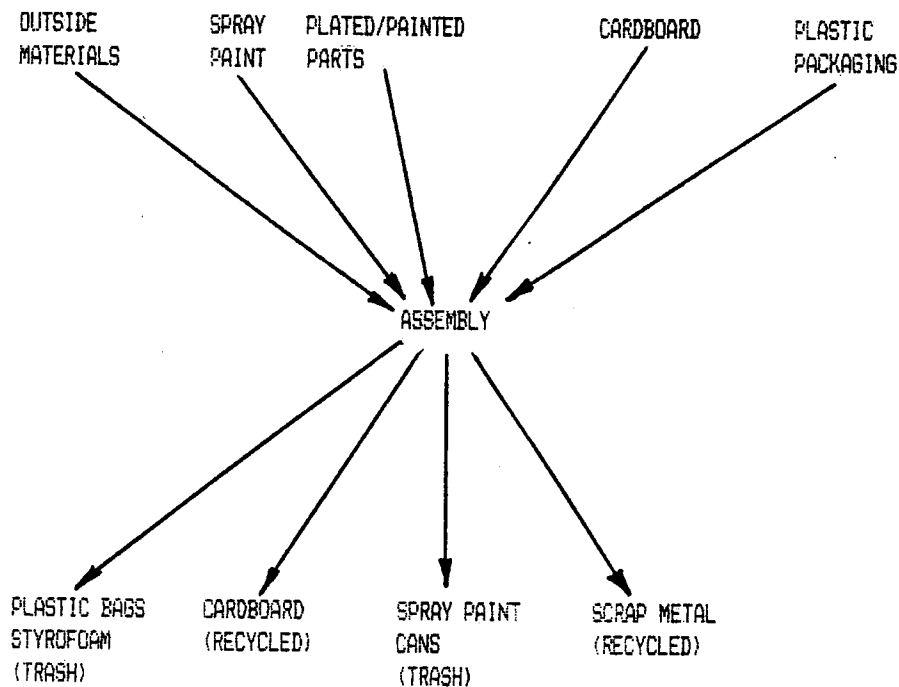 OUTSIDE
MATERIALS
SPRAY
PAINT
PLATED/PAINTED
PARTS
CARDBOARD
PLASTIC
PACKAGING
ASSEMBLY
PLASTIC BAGS
STYROFOAM
(TRASH)
CARDBOARD
(RECYCLED)
SPRAY PAINT
CANS
(TRASH)
SCRAP METAL
(RECYCLED)